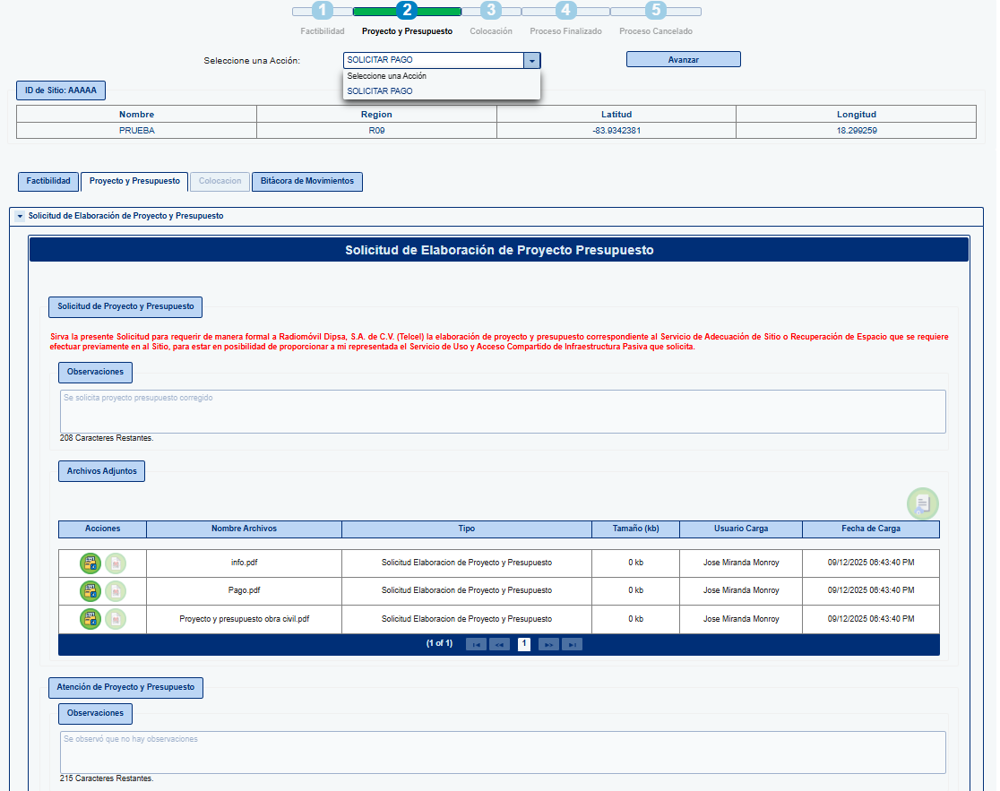 1 2 3 4 5
Factibilidad Proyecto y Presupuesto Colocación Proceso Finalizado Proceso Cancelado
Seleccione una Acción: SOLICITAR PAGO Avanzar
Seleccione una Acción
SOLICITAR PAGO
ID de Sitio: AAAAA
Nombre Region Latitud Longitud
PRUEBA R09 -83.9342381 18.299259
Factibilidad Proyecto y Presupuesto Colocacion Bitácora de Movimientos
Solicitud de Elaboración de Proyecto y Presupuesto
Solicitud de Elaboración de Proyecto Presupuesto
Solicitud de Proyecto y Presupuesto
Sirva la presente Solicitud para requerir de manera formal a Radiomóvil Dipsa, S.A. de C.V. (Telcel) la elaboración de proyecto y presupuesto correspondiente al Servicio de Adecuación de Sitio o Recuperación de Espacio que se requiere
efectuar previamente en al Sitio, para estar en posibilidad de proporcionar a mi representada el Servicio de Uso y Acceso Compartido de Infraestructura Pasiva que solicita.
Observaciones
Se solicita proyecto presupuesto corregido
208 Caracteres Restantes.
Archivos Adjuntos
Acciones Nombre Archivos Tipo Tamaño (kb) Usuario Carga Fecha de Carga
info.pdf Solicitud Elaboracion de Proyecto y Presupuesto 0 kb Jose Miranda Monroy 09/12/2025 06:43:40 PM
Pago.pdf Solicitud Elaboracion de Proyecto y Presupuesto 0 kb Jose Miranda Monroy 09/12/2025 06:43:40 PM
Proyecto y presupuesto obra civil.pdf Solicitud Elaboracion de Proyecto y Presupuesto 0 kb Jose Miranda Monroy 09/12/2025 06:43:40 PM
(1 of 1) 1
Atención de Proyecto y Presupuesto
Observaciones
Se observó que no hay observaciones
215 Caracteres Restantes.